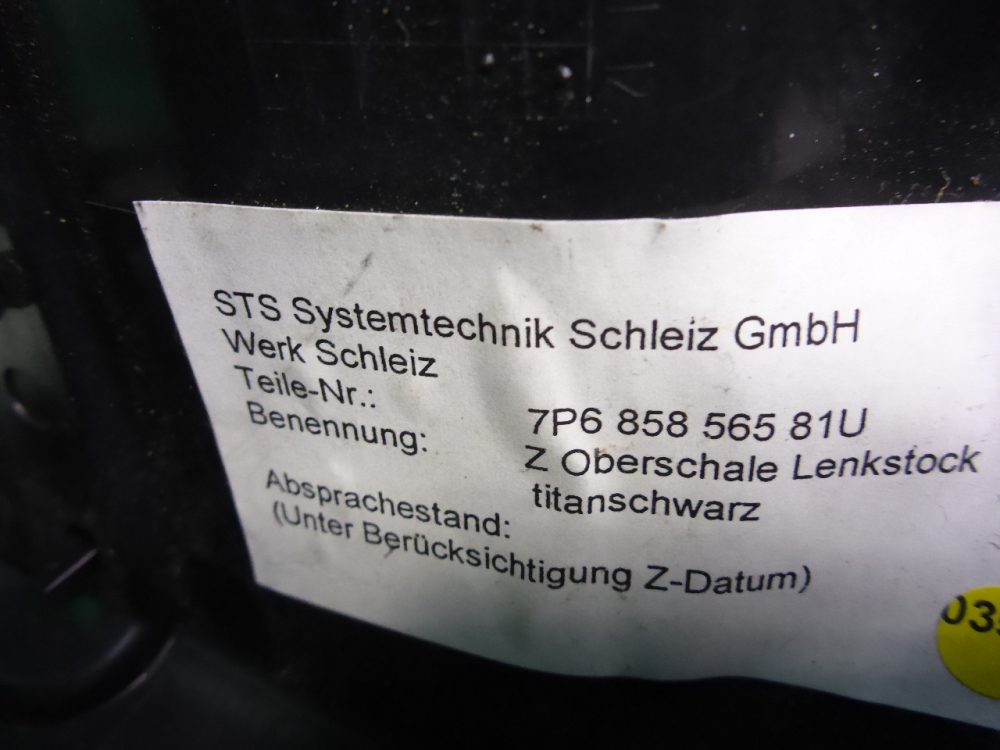 STS Systemtechnik Schleiz GmbH
Werk Schleiz
Teile-Nr.: 7P6 858 565 81U
Benennung: Z Oberschale Lenkstock
titanschwarz
Absprachestand:
(Unter Berücksichtigung Z-Datum)